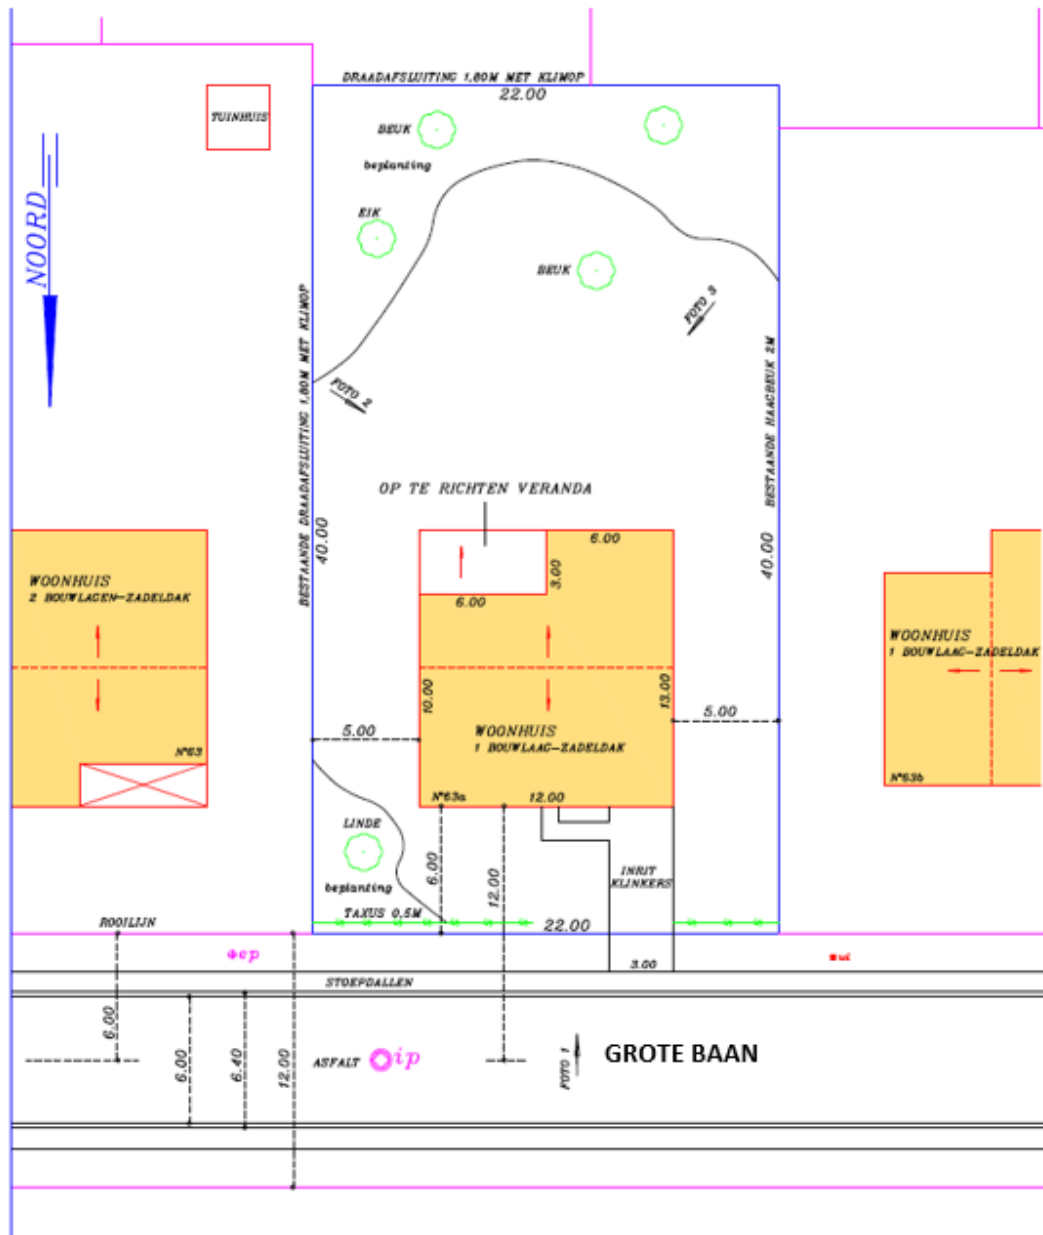 DRAADAFSLUITING 1,80M MET KLIMOP
22.00
TUINHUIS
BEUK
beplanting
NOORD
EIK
BEUK
FOTO 3
BESTAANDE DRAADAFSLUITING 1,80M MET KLIMOP
FOTO 2
BESTAANDE HAAGBEUK 2M
OP TE RICHTEN VERANDA
40.00
6.00
3.00
40.00
6.00
WOONHUIS
2 BOUWLAGEN-ZADELDAK
WOONHUIS
1 BOUWLAAG-ZADELDAK
10.00
13.00
5.00
5.00
WOONHUIS
1 BOUWLAAG-ZADELDAK
N°63
N°63a
12.00
N°63b
LINDE
beplanting
6.00
12.00
INRIT
KLINKERS
TAXUS 0,5M
ROOILIJN
22.00
3.00
STOEPDALLEN
6.00
6.00
6.40
12.00
ASFALT
ip
FOTO 1
GROTE BAAN